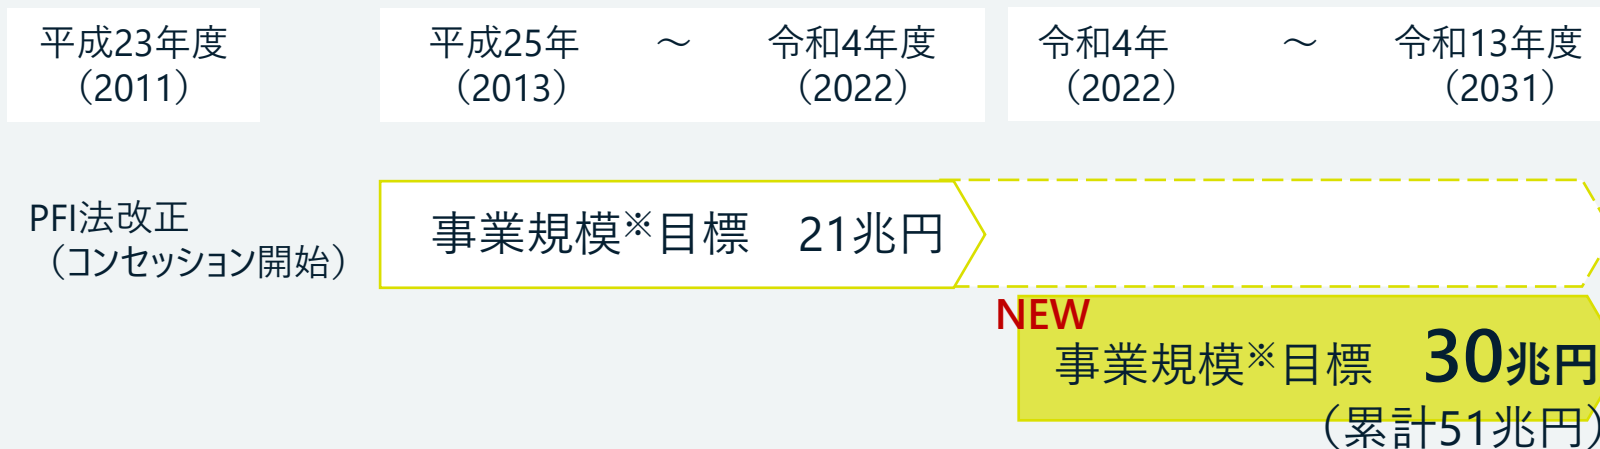 平成23年度
（2011）
平成25年　～　令和4年度
（2013）　（2022）
令和4年　～　令和13年度
（2022）　（2031）
PFI法改正
（コンセッション開始）
事業規模※目標　21兆円
NEW
事業規模※目標　30兆円
（累計51兆円）